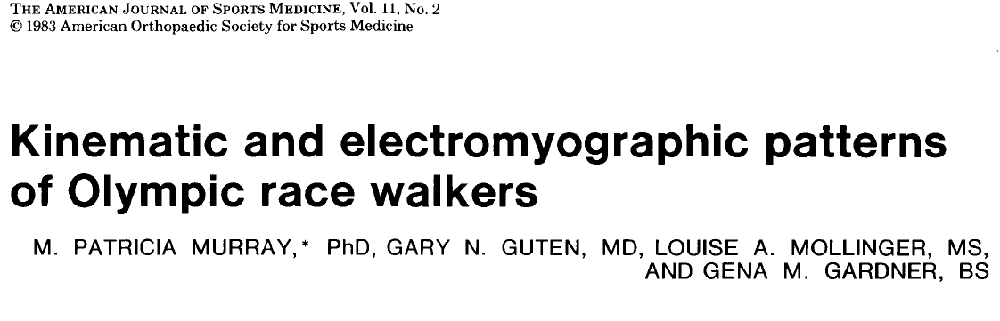 THE AMERICAN JOURNAL OF SPORTS MEDICINE, Vol. 11, No. 2
© 1983 American Orthopaedic Society for Sports Medicine
Kinematic and electromyographic patterns
of Olympic race walkers
M. PATRICIA MURRAY,* PhD, GARY N. GUTEN, MD, LOUISE A. MOLLINGER, MS,
AND GENA M. GARDNER, BS